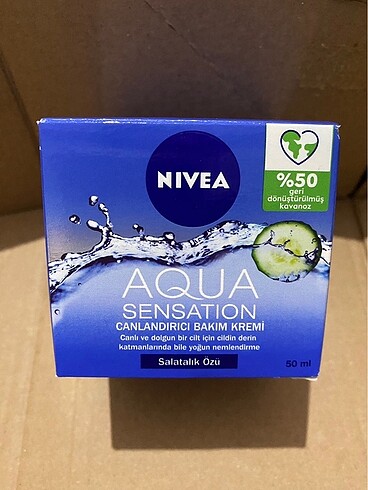 NIVEA
%50
geri
dönüştürülmüş
kavanoz
AQUA
SENSATION
CANLANDIRICI BAKIM KREMİ
Canlı ve dolgun bir cilt için cildin derin
katmanlarında bile yoğun nemlendirme
Salatalık Özü
50 ml